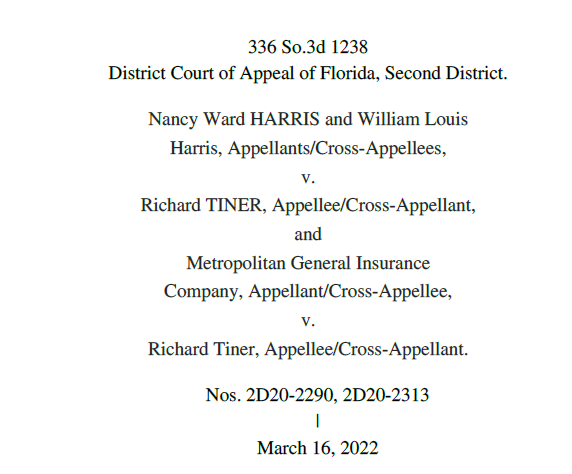 336 So.3d 1238
District Court of Appeal of Florida, Second District.
Nancy Ward HARRIS and William Louis
Harris, Appellants/Cross-Appellees,
v.
Richard TINER, Appellee/Cross-Appellant,
and
Metropolitan General Insurance
Company, Appellant/Cross-Appellee,
v.
Richard Tiner, Appellee/Cross-Appellant.
Nos. 2D20-2290, 2D20-2313
|
March 16, 2022